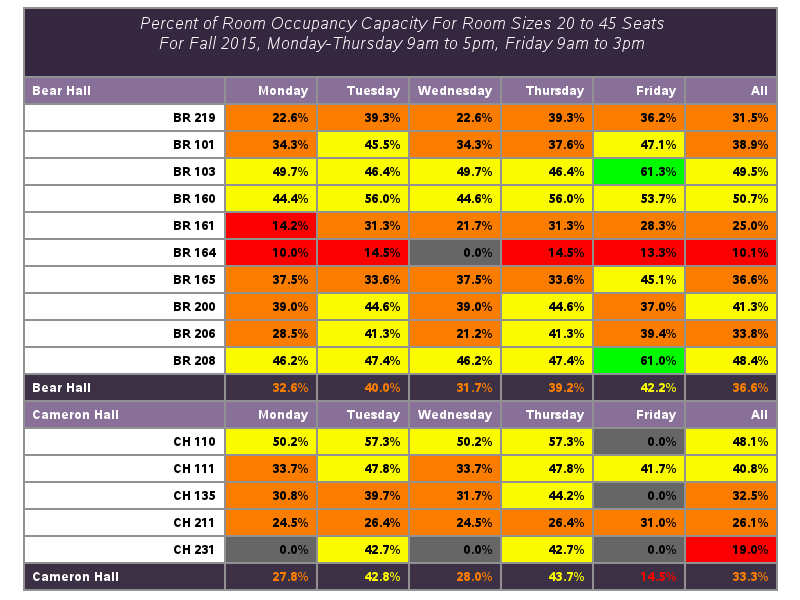 Percent of Room Occupancy Capacity For Room Sizes 20 to 45 Seats
For Fall 2015, Monday-Thursday 9am to 5pm, Friday 9am to 3pm
Bear Hall Monday Tuesday Wednesday Thursday Friday All
BR 219 22.6% 39.3% 22.6% 39.3% 36.2% 31.5%
BR 101 34.3% 45.5% 34.3% 37.6% 47.1% 38.9%
BR 103 49.7% 46.4% 49.7% 46.4% 61.3% 49.5%
BR 160 44.4% 56.0% 44.6% 56.0% 53.7% 50.7%
BR 161 14.2% 31.3% 21.7% 31.3% 28.3% 25.0%
BR 164 10.0% 14.5% 0.0% 14.5% 13.3% 10.1%
BR 165 37.5% 33.6% 37.5% 33.6% 45.1% 36.6%
BR 200 39.0% 44.6% 39.0% 44.6% 37.0% 41.3%
BR 206 28.5% 41.3% 21.2% 41.3% 39.4% 33.8%
BR 208 46.2% 47.4% 46.2% 47.4% 61.0% 48.4%
Bear Hall 32.6% 40.0% 31.7% 39.2% 42.2% 36.6%
Cameron Hall Monday Tuesday Wednesday Thursday Friday All
CH 110 50.2% 57.3% 50.2% 57.3% 0.0% 48.1%
CH 111 33.7% 47.8% 33.7% 47.8% 41.7% 40.8%
CH 135 30.8% 39.7% 31.7% 44.2% 0.0% 32.5%
CH 211 24.5% 26.4% 24.5% 26.4% 31.0% 26.1%
CH 231 0.0% 42.7% 0.0% 42.7% 0.0% 19.0%
Cameron Hall 27.8% 42.8% 28.0% 43.7% 14.5% 33.3%